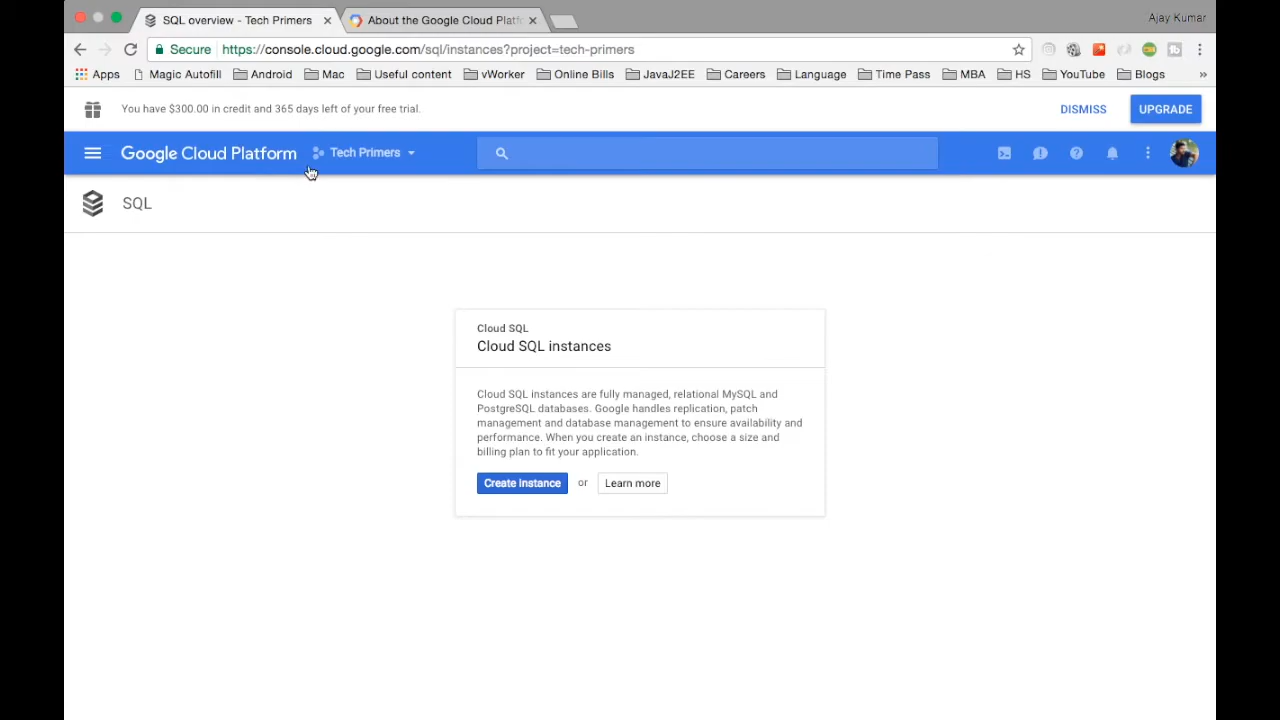 SQL overview - Tech Primers
About the Google Cloud Platf
Ajay Kumar
Secure https://console.cloud.google.com/sql/instances?project=tech-primers
Apps Magic Autofill Android Mac Useful content vWorker Online Bills JavaJ2EE Careers Language Time Pass MBA HS YouTube Blogs »
You have $300.00 in credit and 365 days left of your free trial.
DISMISS UPGRADE
Google Cloud Platform Tech Primers
SQL
Cloud SQL
Cloud SQL instances
Cloud SQL instances are fully managed, relational MySQL and
PostgreSQL databases. Google handles replication, patch
management and database management to ensure availability and
performance. When you create an instance, choose a size and
billing plan to fit your application.
Create instance or Learn more